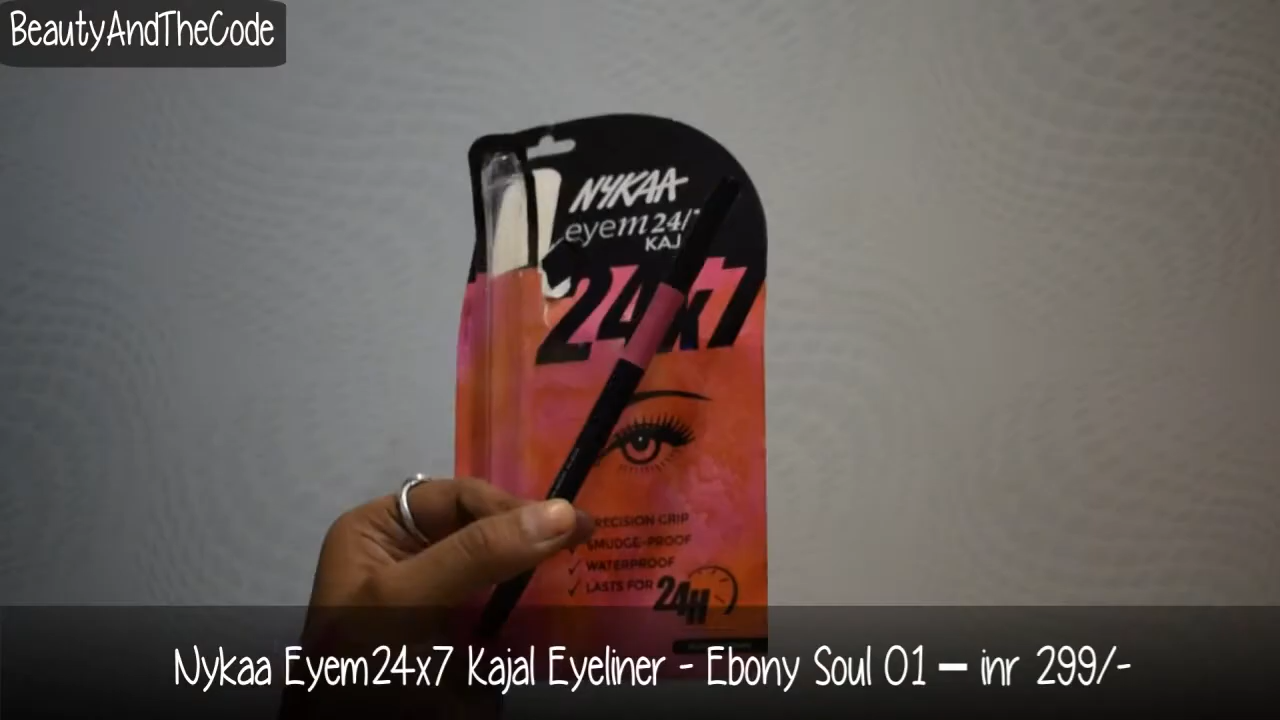 BeautyAndTheCode
NYKAA
eyem24/7
KAJ
24x7
PRECISION GRIP
✓ SMUDGE-PROOF
✓ WATERPROOF
✓ LASTS FOR 24H
Nykaa Eyem24x7 Kajal Eyeliner - Ebony Soul 01 – inr 299/-